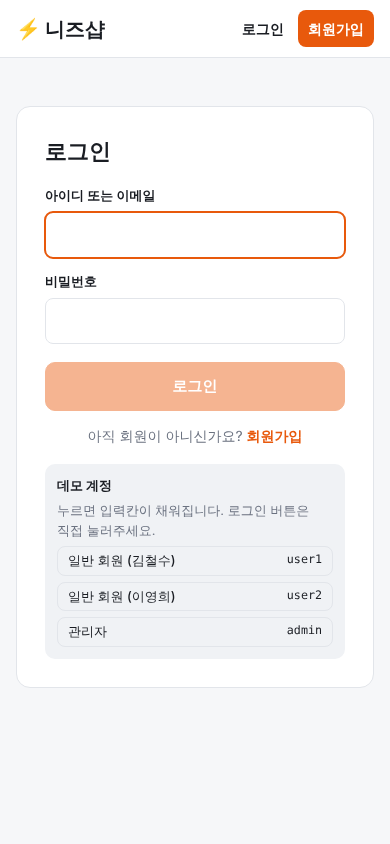 ⚡ 니즈샵
로그인 회원가입
로그인
아이디 또는 이메일
비밀번호
로그인
아직 회원이 아니신가요? 회원가입
데모 계정
누르면 입력칸이 채워집니다. 로그인 버튼은
직접 눌러주세요.
일반 회원 (김철수) user1
일반 회원 (이영희) user2
관리자 admin